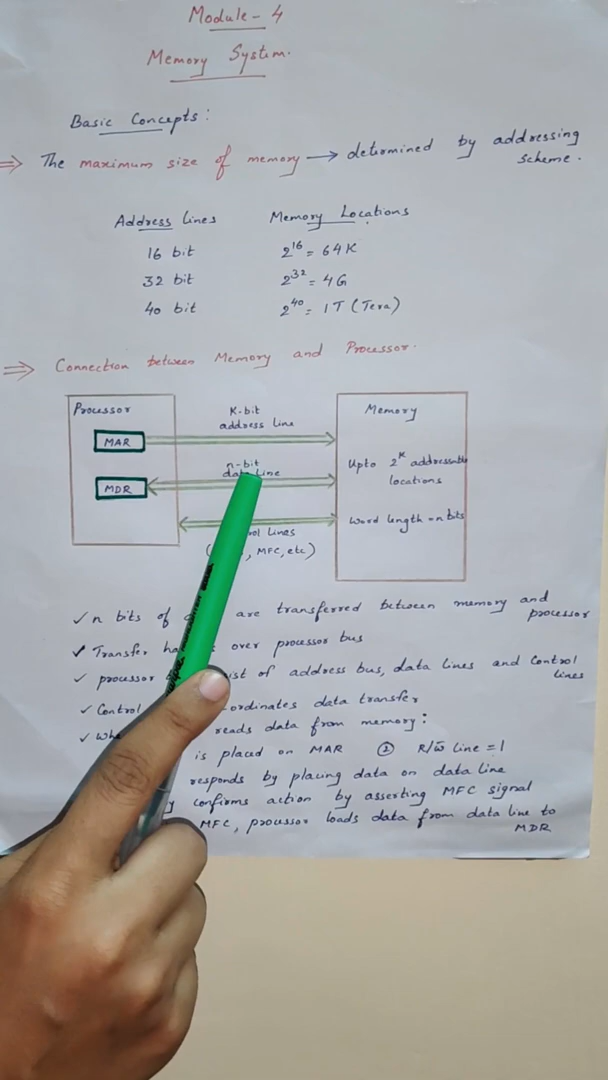 Module - 4
Memory System.
Basic Concepts :
⇒ The maximum size of memory → determined by addressing scheme.
Address Lines Memory Locations
16 bit 2^16 = 64K
32 bit 2^32 = 4G
40 bit 2^40 = 1T (Tera)
⇒ Connection between Memory and Processor.
Processor
MAR
MDR
K-bit
address line
n-bit
data line
Lines
, MFC, etc)
Memory
Upto 2^K addressable
locations
Word length = n bits
✓ n bits of are transferred between memory and processor
✓ Transfer over processor bus
✓ processor of address bus, data lines and control lines
✓ Control data transfer
✓ reads data from memory :
is placed on MAR ② R/w̄ line = 1
responds by placing data on data line
confirms action by asserting MFC signal
MFC, processor loads data from data line to MDR